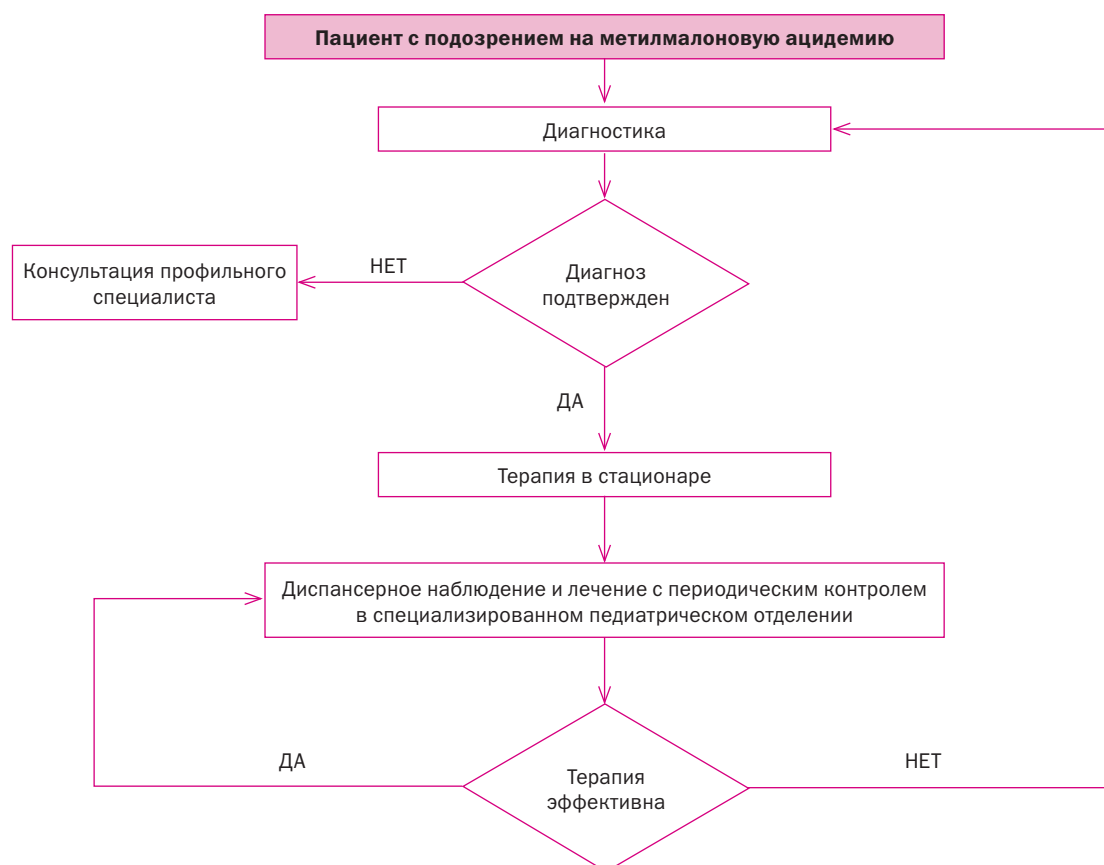 Пациент с подозрением на метилмалоновую ацидемию
Диагностика
Диагноз
подтвержден
НЕТ
Консультация профильного
специалиста
ДА
Терапия в стационаре
Диспансерное наблюдение и лечение с периодическим контролем
в специализированном педиатрическом отделении
Терапия
эффективна
ДА
НЕТ